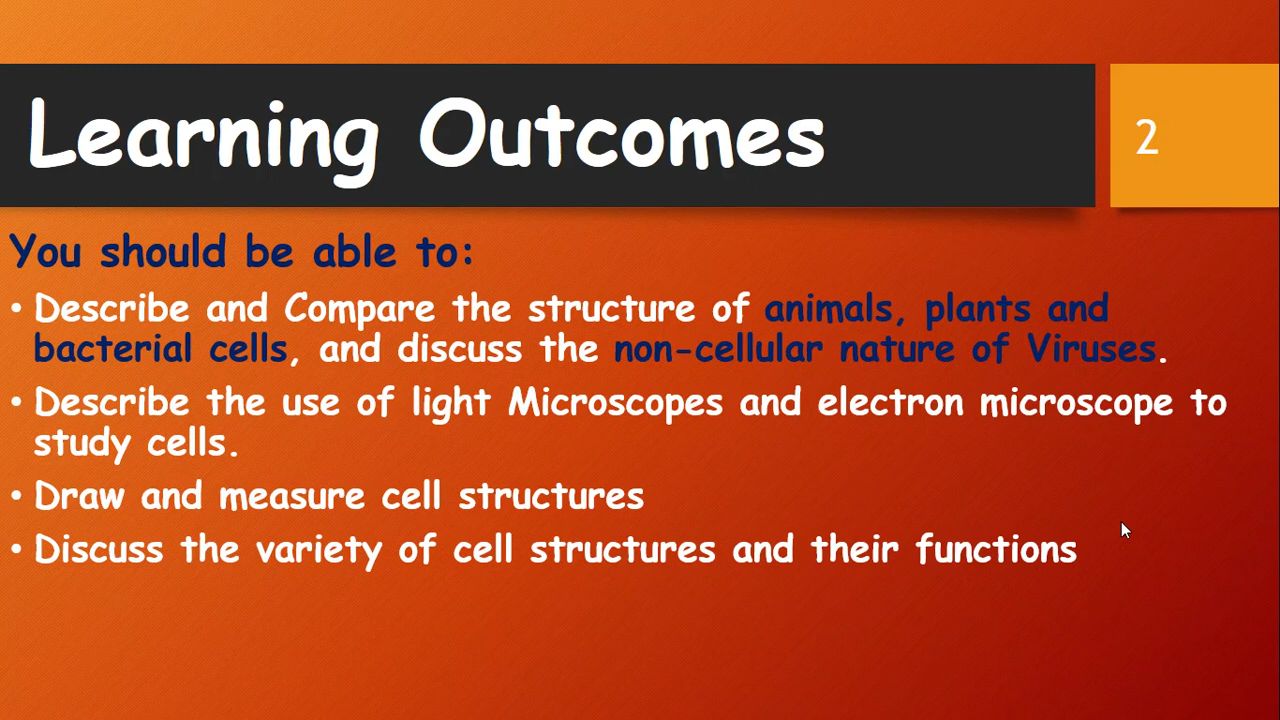 Learning Outcomes
2
You should be able to:
• Describe and Compare the structure of animals, plants and
bacterial cells, and discuss the non-cellular nature of Viruses.
• Describe the use of light Microscopes and electron microscope to
study cells.
• Draw and measure cell structures
• Discuss the variety of cell structures and their functions